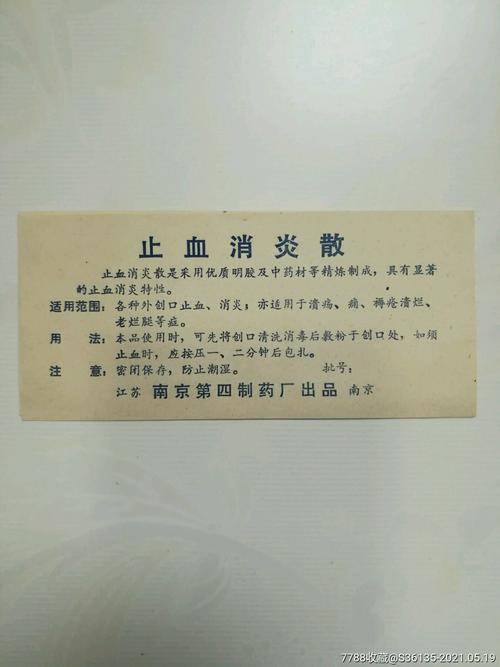 止血消炎散
止血消炎散是采用优质明胶及中药材等精炼制成，具有显著
的止血消炎特性。
适用范围：各种外创口止血、消炎；亦适用于溃疡、痈、褥疮溃烂、
老烂腿等症。
用　法：本品使用时，可先将创口清洗消毒后敷粉于创口处，如须
止血时，应按压一、二分钟后包扎。
注　意：密闭保存，防止潮湿。　批号：
江苏　南京第四制药厂出品　南京
7788收藏@S36135-2021.05.19